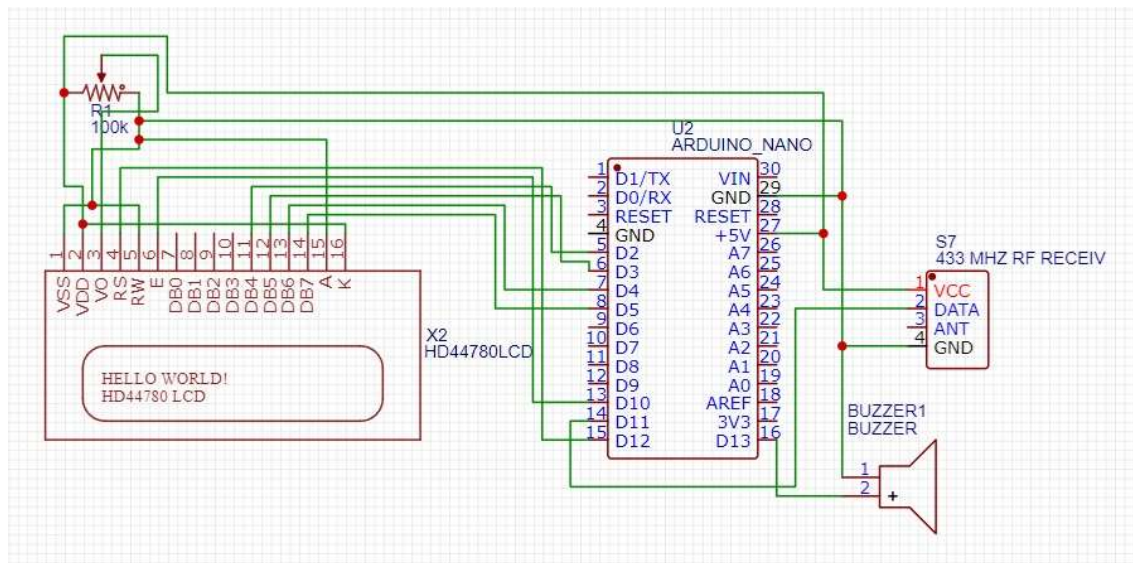 R1
100k
1
2
3
4
5
6
7
8
9
10
11
12
13
14
15
16
VSS
VDD
VO
RS
RW
E
DB0
DB1
DB2
DB3
DB4
DB5
DB6
DB7
A
K
X2
HD44780LCD
HELLO WORLD!
HD44780 LCD
U2
ARDUINO_NANO
1 D1/TX VIN 30
2 D0/RX GND 29
3 RESET RESET 28
4 GND +5V 27
5 D2 A7 26
6 D3 A6 25
7 D4 A5 24
8 D5 A4 23
9 D6 A3 22
10 D7 A2 21
11 D8 A1 20
12 D9 A0 19
13 D10 AREF 18
14 D11 3V3 17
15 D12 D13 16
S7
433 MHZ RF RECEIV
1 VCC
2 DATA
3 ANT
4 GND
BUZZER1
BUZZER
1
2 +